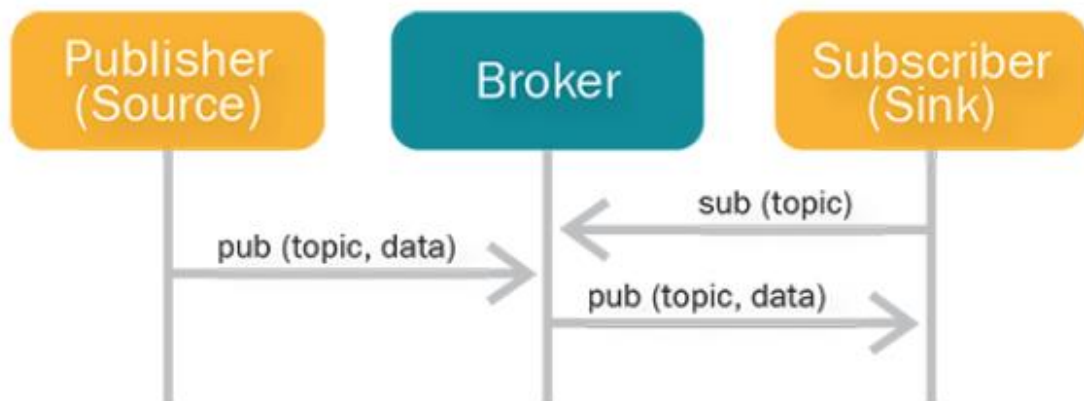 Publisher
(Source)
Broker
Subscriber
(Sink)
sub (topic)
pub (topic, data)
pub (topic, data)